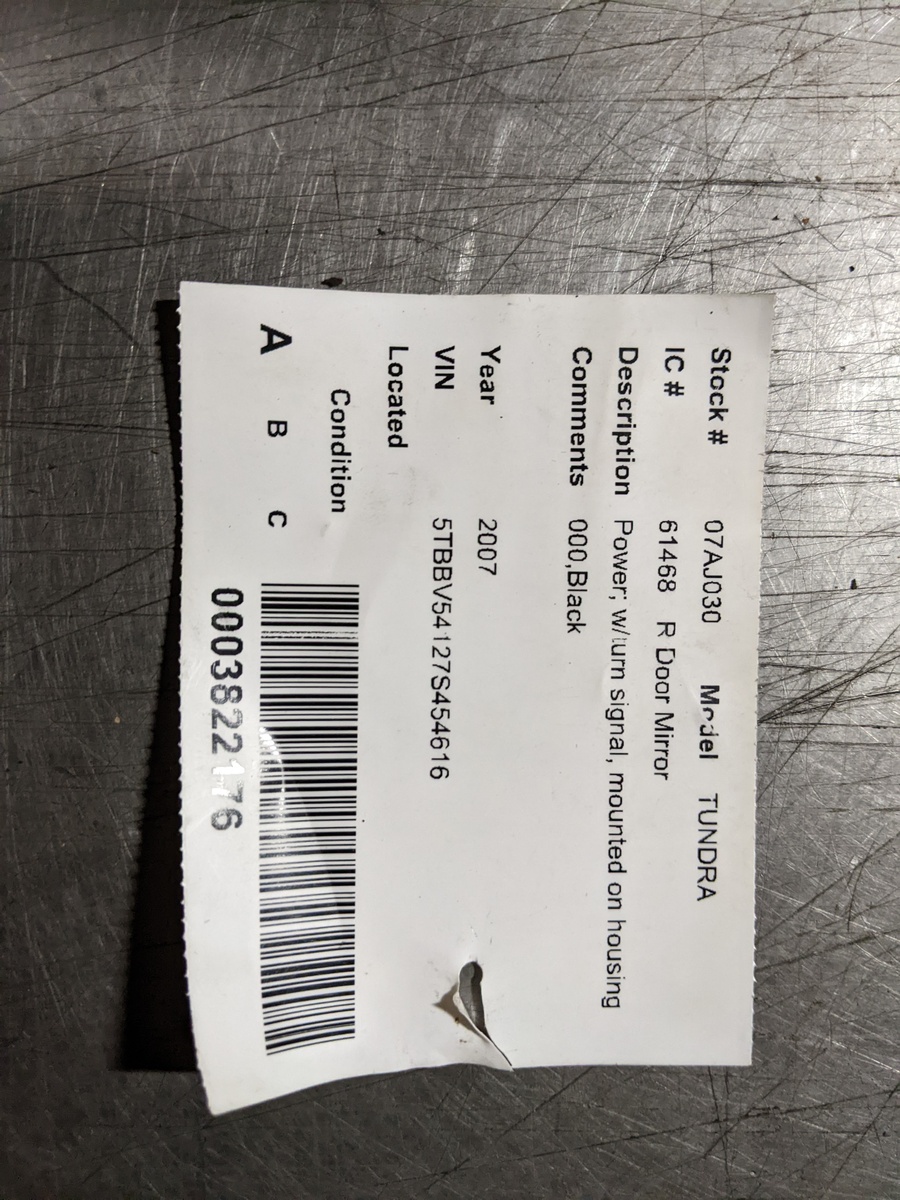 Stock # 07AJ030 Model TUNDRA
IC # 61468 R Door Mirror
Description Power; w/turn signal, mounted on housing
Comments 000,Black
Year 2007
VIN 5TBBV54127S454616
Located
Condition
A B C
0003822176